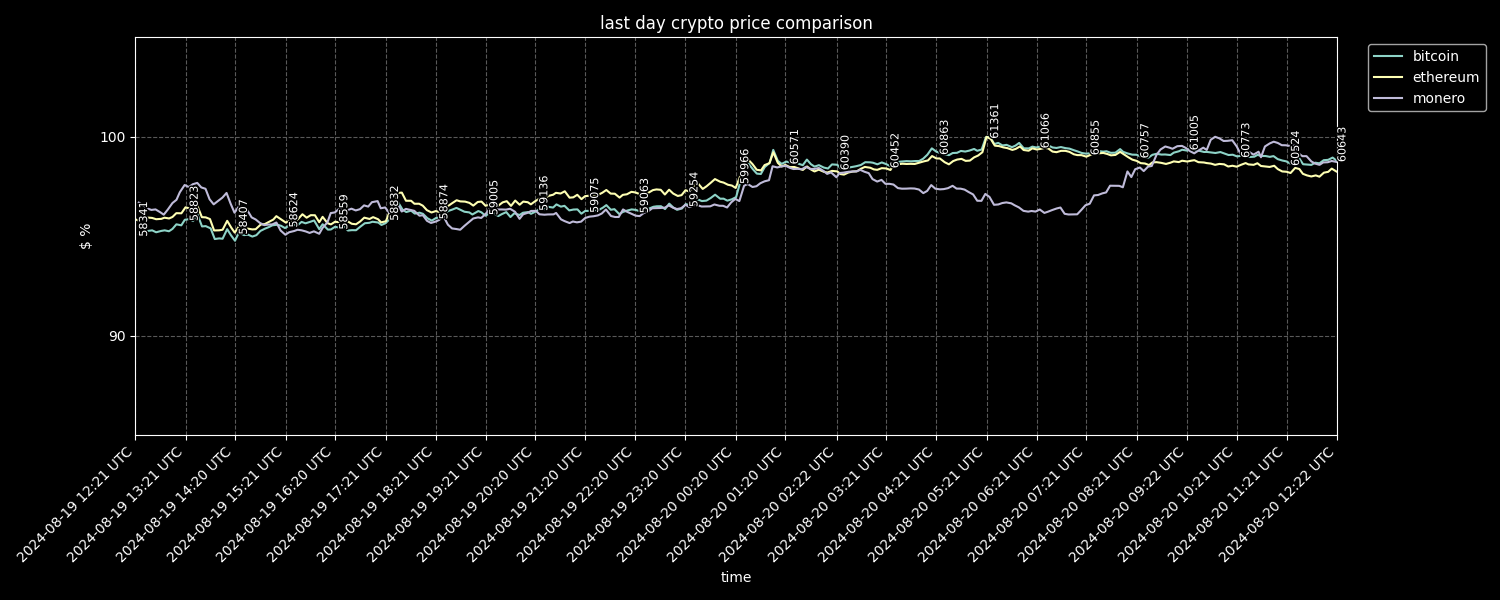 last day crypto price comparison
bitcoin
ethereum
monero
100
90
$ %
58341
58823
58407
58624
58559
58832
58874
59005
59136
59075
59063
59254
59966
60571
60390
60452
60863
61361
61066
60855
60757
61005
60773
60524
60643
2024-08-19 12:21 UTC
2024-08-19 13:21 UTC
2024-08-19 14:20 UTC
2024-08-19 15:21 UTC
2024-08-19 16:20 UTC
2024-08-19 17:21 UTC
2024-08-19 18:21 UTC
2024-08-19 19:21 UTC
2024-08-19 20:20 UTC
2024-08-19 21:20 UTC
2024-08-19 22:20 UTC
2024-08-19 23:20 UTC
2024-08-20 00:20 UTC
2024-08-20 01:20 UTC
2024-08-20 02:22 UTC
2024-08-20 03:21 UTC
2024-08-20 04:21 UTC
2024-08-20 05:21 UTC
2024-08-20 06:21 UTC
2024-08-20 07:21 UTC
2024-08-20 08:21 UTC
2024-08-20 09:22 UTC
2024-08-20 10:21 UTC
2024-08-20 11:21 UTC
2024-08-20 12:22 UTC
time